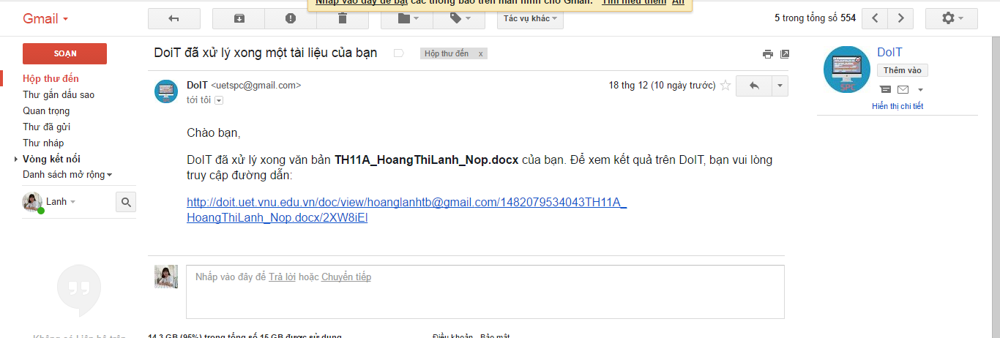 Nhấp vào đây để bật các thông báo trên màn hình cho Gmail. Tìm hiểu thêm Ẩn
Gmail
Tác vụ khác
5 trong tổng số 554
SOẠN
Hộp thư đến
Thư gắn dấu sao
Quan trọng
Thư đã gửi
Thư nháp
Vòng kết nối
Danh sách mở rộng
Lanh
DoiT đã xử lý xong một tài liệu của bạn
Hộp thư đến x
DoIT <uetspc@gmail.com>
18 thg 12 (10 ngày trước)
tới tôi
Chào bạn,
DoIT đã xử lý xong văn bản TH11A_HoangThiLanh_Nop.docx của bạn. Để xem kết quả trên DoIT, bạn vui lòng
truy cập đường dẫn:
http://doit.uet.vnu.edu.vn/doc/view/hoanglanhtb@gmail.com/1482079534043TH11A_
HoangThiLanh_Nop.docx/2XW8iEl
Nhấp vào đây để Trả lời hoặc Chuyển tiếp
14,3 GB (95%) trong tổng số 15 GB được sử dụng
Điều khoản - Bảo mật
SPC
DoIT
Thêm vào
Hiển thị chi tiết